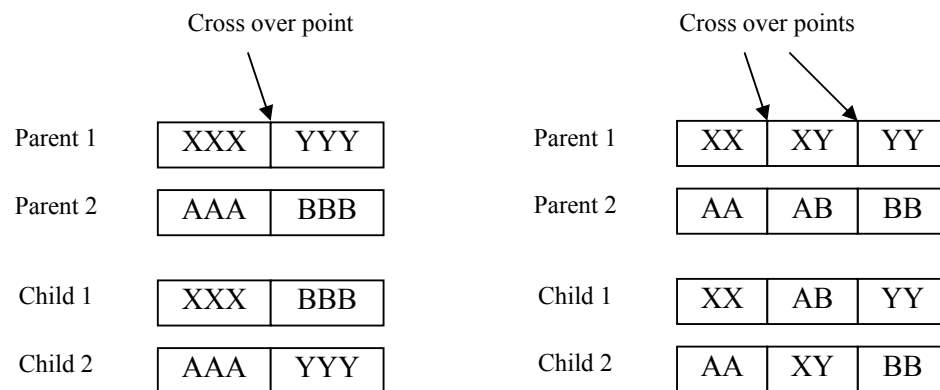 Cross over point
Parent 1 XXX YYY
Parent 2 AAA BBB
Child 1 XXX BBB
Child 2 AAA YYY
Cross over points
Parent 1 XX XY YY
Parent 2 AA AB BB
Child 1 XX AB YY
Child 2 AA XY BB